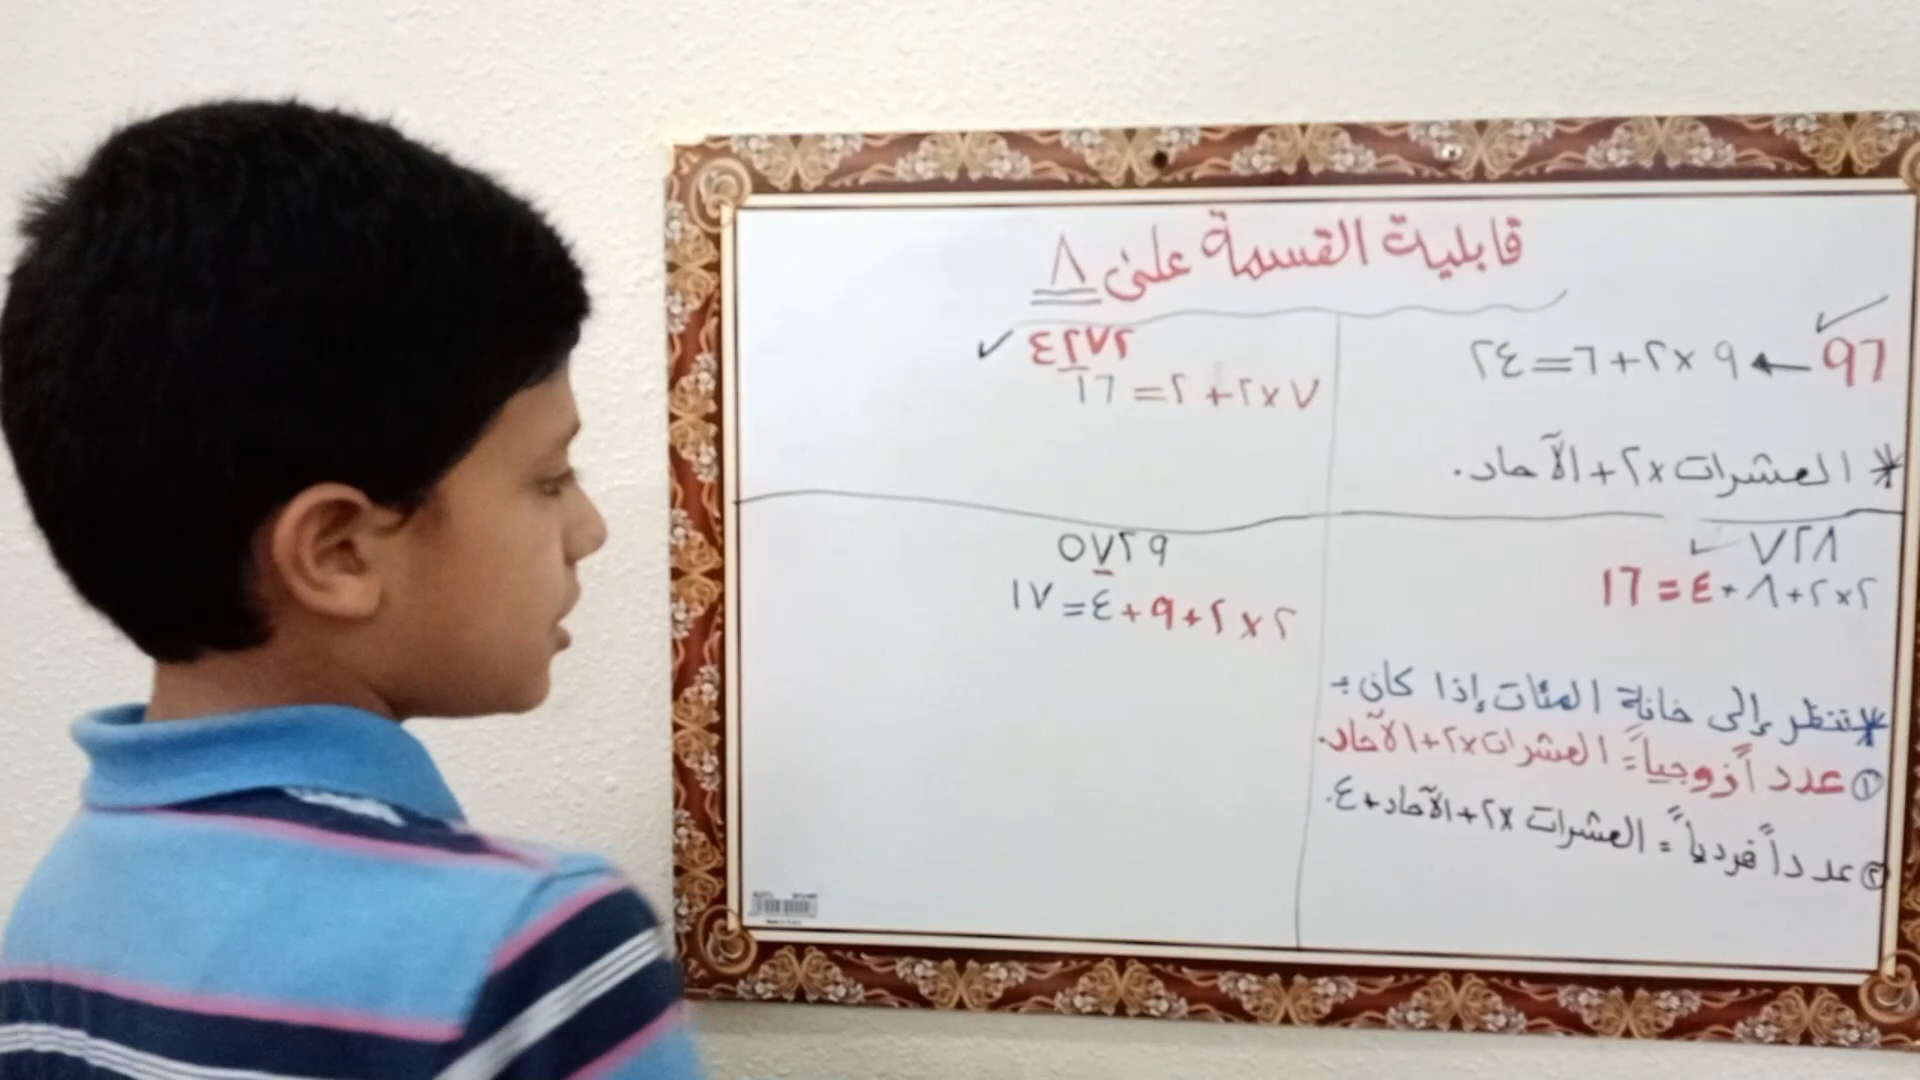 قابلية القسمة على ٨
٩٦ ← ٩ × ٢ + ٦ = ٢٤
* العشرات × ٢ + الآحاد.
٤٢٧٢
٧ × ٢ + ٢ = ١٦
٧٢٨
٢ × ٢ + ٨ + ٤ = ١٦
* ننظر إلى خانة المئات إذا كان :-
① عدداً زوجياً = العشرات × ٢ + الآحاد.
② عدداً فردياً = العشرات × ٢ + الآحاد + ٤.
٥٧٢٩
٢ × ٢ + ٩ + ٤ = ١٧